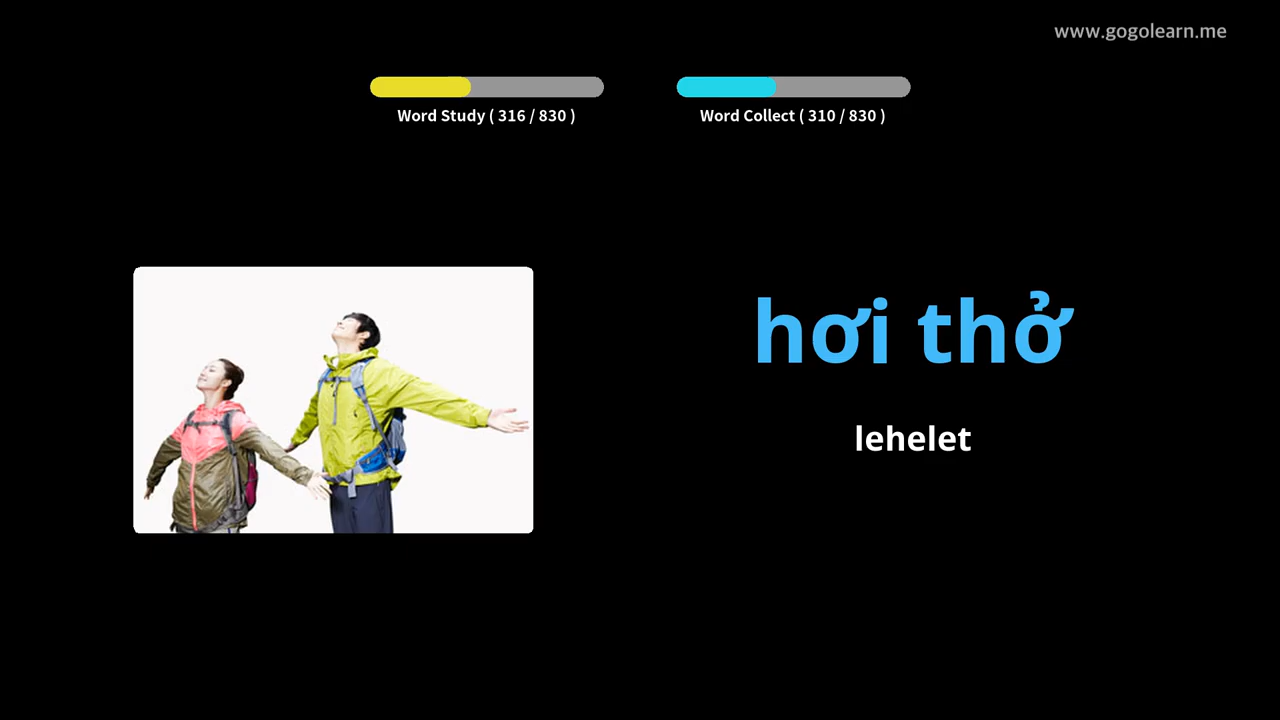 www.gogolearn.me
Word Study ( 316 / 830 )
Word Collect ( 310 / 830 )
hơi thở
lehelet